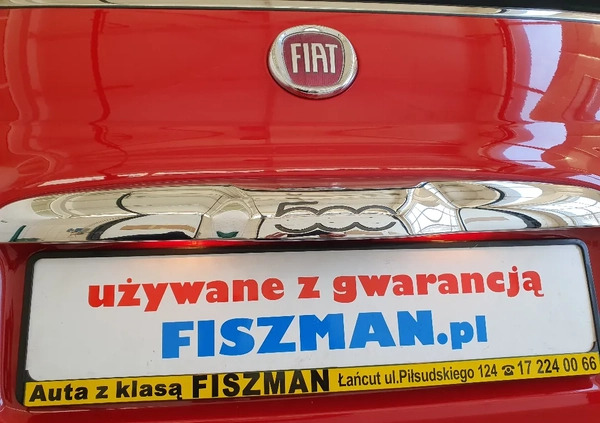 FIAT
500
używane z gwarancją
FISZMAN.pl
Auta z klasą FISZMAN Łańcut ul.Piłsudskiego 124 ☎ 17 224 00 66